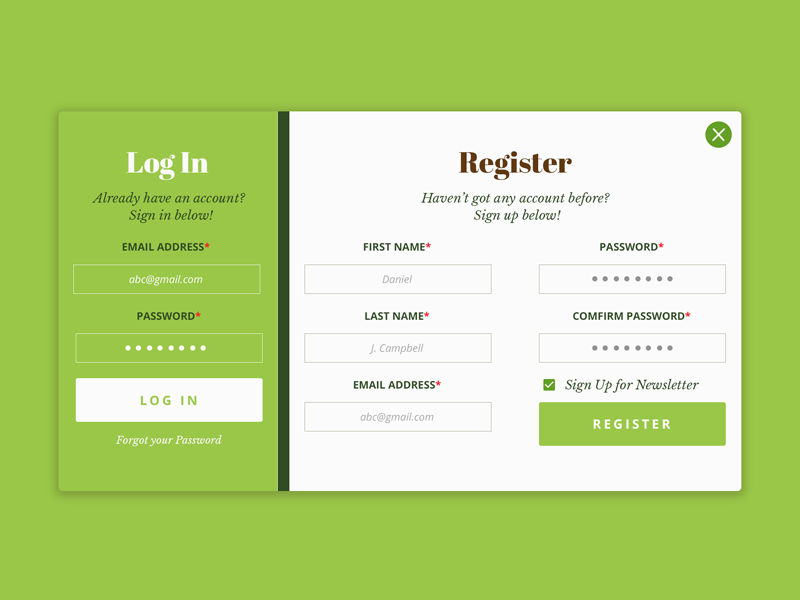 Log In
Already have an account?
Sign in below!
EMAIL ADDRESS*
abc@gmail.com
PASSWORD*
LOG IN
Forgot your Password
Register
Haven't got any account before?
Sign up below!
FIRST NAME*
Daniel
LAST NAME*
J. Campbell
EMAIL ADDRESS*
abc@gmail.com
PASSWORD*
COMFIRM PASSWORD*
Sign Up for Newsletter
REGISTER